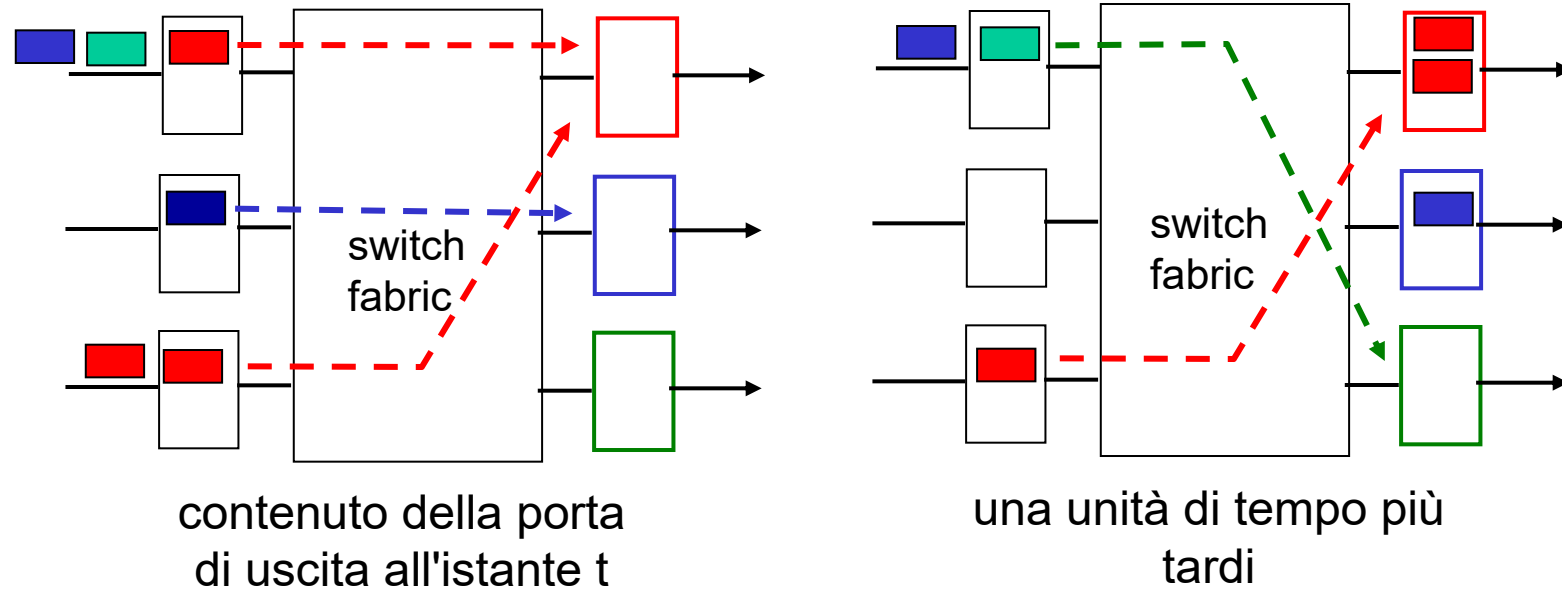 switch
fabric
contenuto della porta
di uscita all'istante t
switch
fabric
una unità di tempo più
tardi